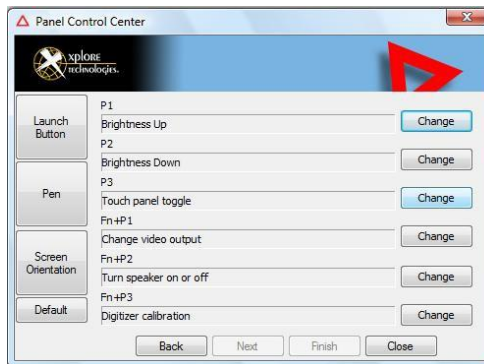 Panel Control Center
xplore
technologies.
Launch
Button
Pen
Screen
Orientation
Default
P1
Brightness Up
Change
P2
Brightness Down
Change
P3
Touch panel toggle
Change
Fn+P1
Change video output
Change
Fn+P2
Turn speaker on or off
Change
Fn+P3
Digitizer calibration
Change
Back
Next
Finish
Close